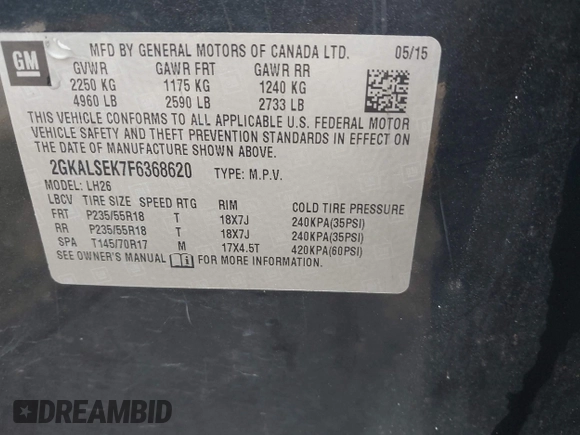 GM
MFD BY GENERAL MOTORS OF CANADA LTD. 05/15
GVWR GAWR FRT GAWR RR
2250 KG 1175 KG 1240 KG
4960 LB 2590 LB 2733 LB
THIS VEHICLE CONFORMS TO ALL APPLICABLE U.S. FEDERAL MOTOR
VEHICLE SAFETY AND THEFT PREVENTION STANDARDS IN EFFECT ON
THE DATE OF MANUFACTURE SHOWN ABOVE.
2GKALSEK7F6368620 TYPE: M.P.V.
MODEL: LH26
LBCV TIRE SIZE SPEED RTG RIM COLD TIRE PRESSURE
FRT P235/55R18 T 18X7J 240KPA(35PSI)
RR P235/55R18 T 18X7J 240KPA(35PSI)
SPA T145/70R17 M 17X4.5T 420KPA(60PSI)
SEE OWNER'S MANUAL FOR MORE INFORMATION
DREAMBID